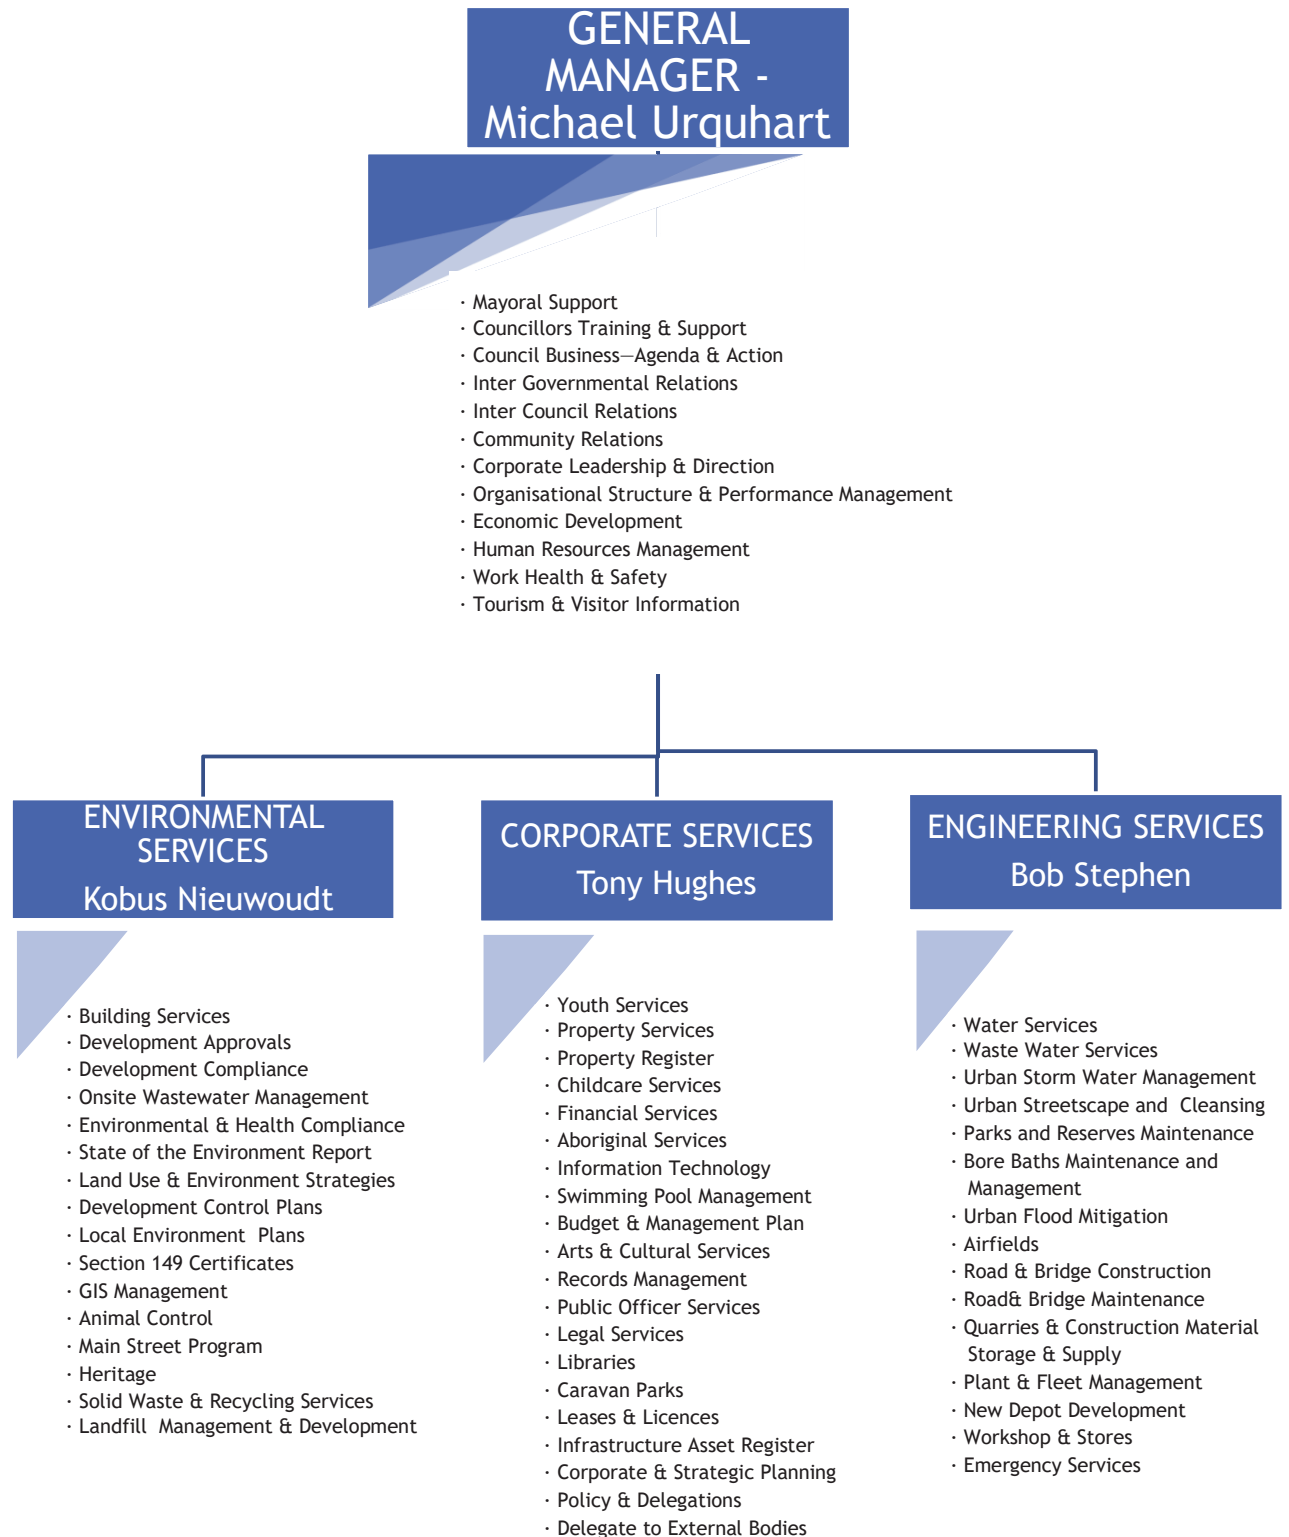 GENERAL
MANAGER -
Michael Urquhart
· Mayoral Support
· Councillors Training & Support
· Council Business—Agenda & Action
· Inter Governmental Relations
· Inter Council Relations
· Community Relations
· Corporate Leadership & Direction
· Organisational Structure & Performance Management
· Economic Development
· Human Resources Management
· Work Health & Safety
· Tourism & Visitor Information
ENVIRONMENTAL
SERVICES
Kobus Nieuwoudt
· Building Services
· Development Approvals
· Development Compliance
· Onsite Wastewater Management
· Environmental & Health Compliance
· State of the Environment Report
· Land Use & Environment Strategies
· Development Control Plans
· Local Environment  Plans
· Section 149 Certificates
· GIS Management
· Animal Control
· Main Street Program
· Heritage
· Solid Waste & Recycling Services
· Landfill  Management & Development
CORPORATE SERVICES
Tony Hughes
· Youth Services
· Property Services
· Property Register
· Childcare Services
· Financial Services
· Aboriginal Services
· Information Technology
· Swimming Pool Management
· Budget & Management Plan
· Arts & Cultural Services
· Records Management
· Public Officer Services
· Legal Services
· Libraries
· Caravan Parks
· Leases & Licences
· Infrastructure Asset Register
· Corporate & Strategic Planning
· Policy & Delegations
· Delegate to External Bodies
ENGINEERING SERVICES
Bob Stephen
· Water Services
· Waste Water Services
· Urban Storm Water Management
· Urban Streetscape and  Cleansing
· Parks and Reserves Maintenance
· Bore Baths Maintenance and
Management
· Urban Flood Mitigation
· Airfields
· Road & Bridge Construction
· Road& Bridge Maintenance
· Quarries & Construction Material
Storage & Supply
· Plant & Fleet Management
· New Depot Development
· Workshop & Stores
· Emergency Services